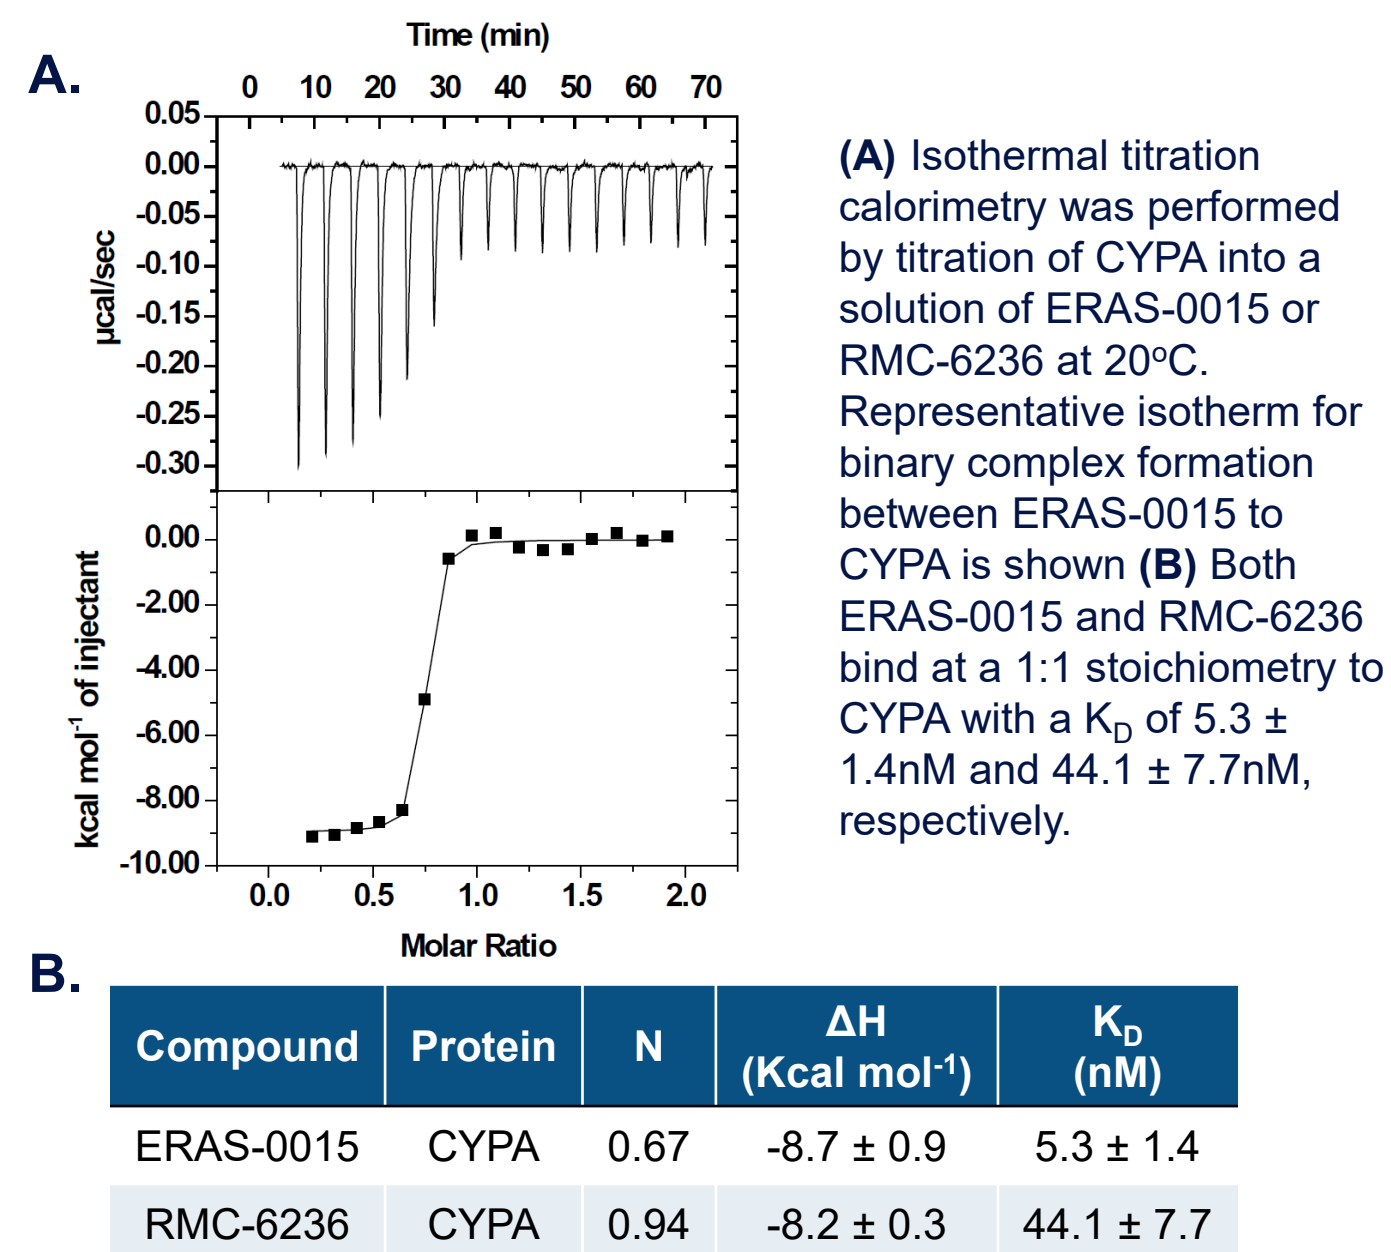 A.
Time (min)
0 10 20 30 40 50 60 70
0.05
0.00
-0.05
-0.10
-0.15
-0.20
-0.25
-0.30
µcal/sec
0.00
-2.00
-4.00
-6.00
-8.00
-10.00
kcal mol⁻¹ of injectant
0.0 0.5 1.0 1.5 2.0
Molar Ratio
(A) Isothermal titration
calorimetry was performed
by titration of CYPA into a
solution of ERAS-0015 or
RMC-6236 at 20ᵒC.
Representative isotherm for
binary complex formation
between ERAS-0015 to
CYPA is shown (B) Both
ERAS-0015 and RMC-6236
bind at a 1:1 stoichiometry to
CYPA with a K_D of 5.3 ±
1.4nM and 44.1 ± 7.7nM,
respectively.
B.
Compound Protein N ΔH (Kcal mol⁻¹) K_D (nM)
ERAS-0015 CYPA 0.67 -8.7 ± 0.9 5.3 ± 1.4
RMC-6236 CYPA 0.94 -8.2 ± 0.3 44.1 ± 7.7